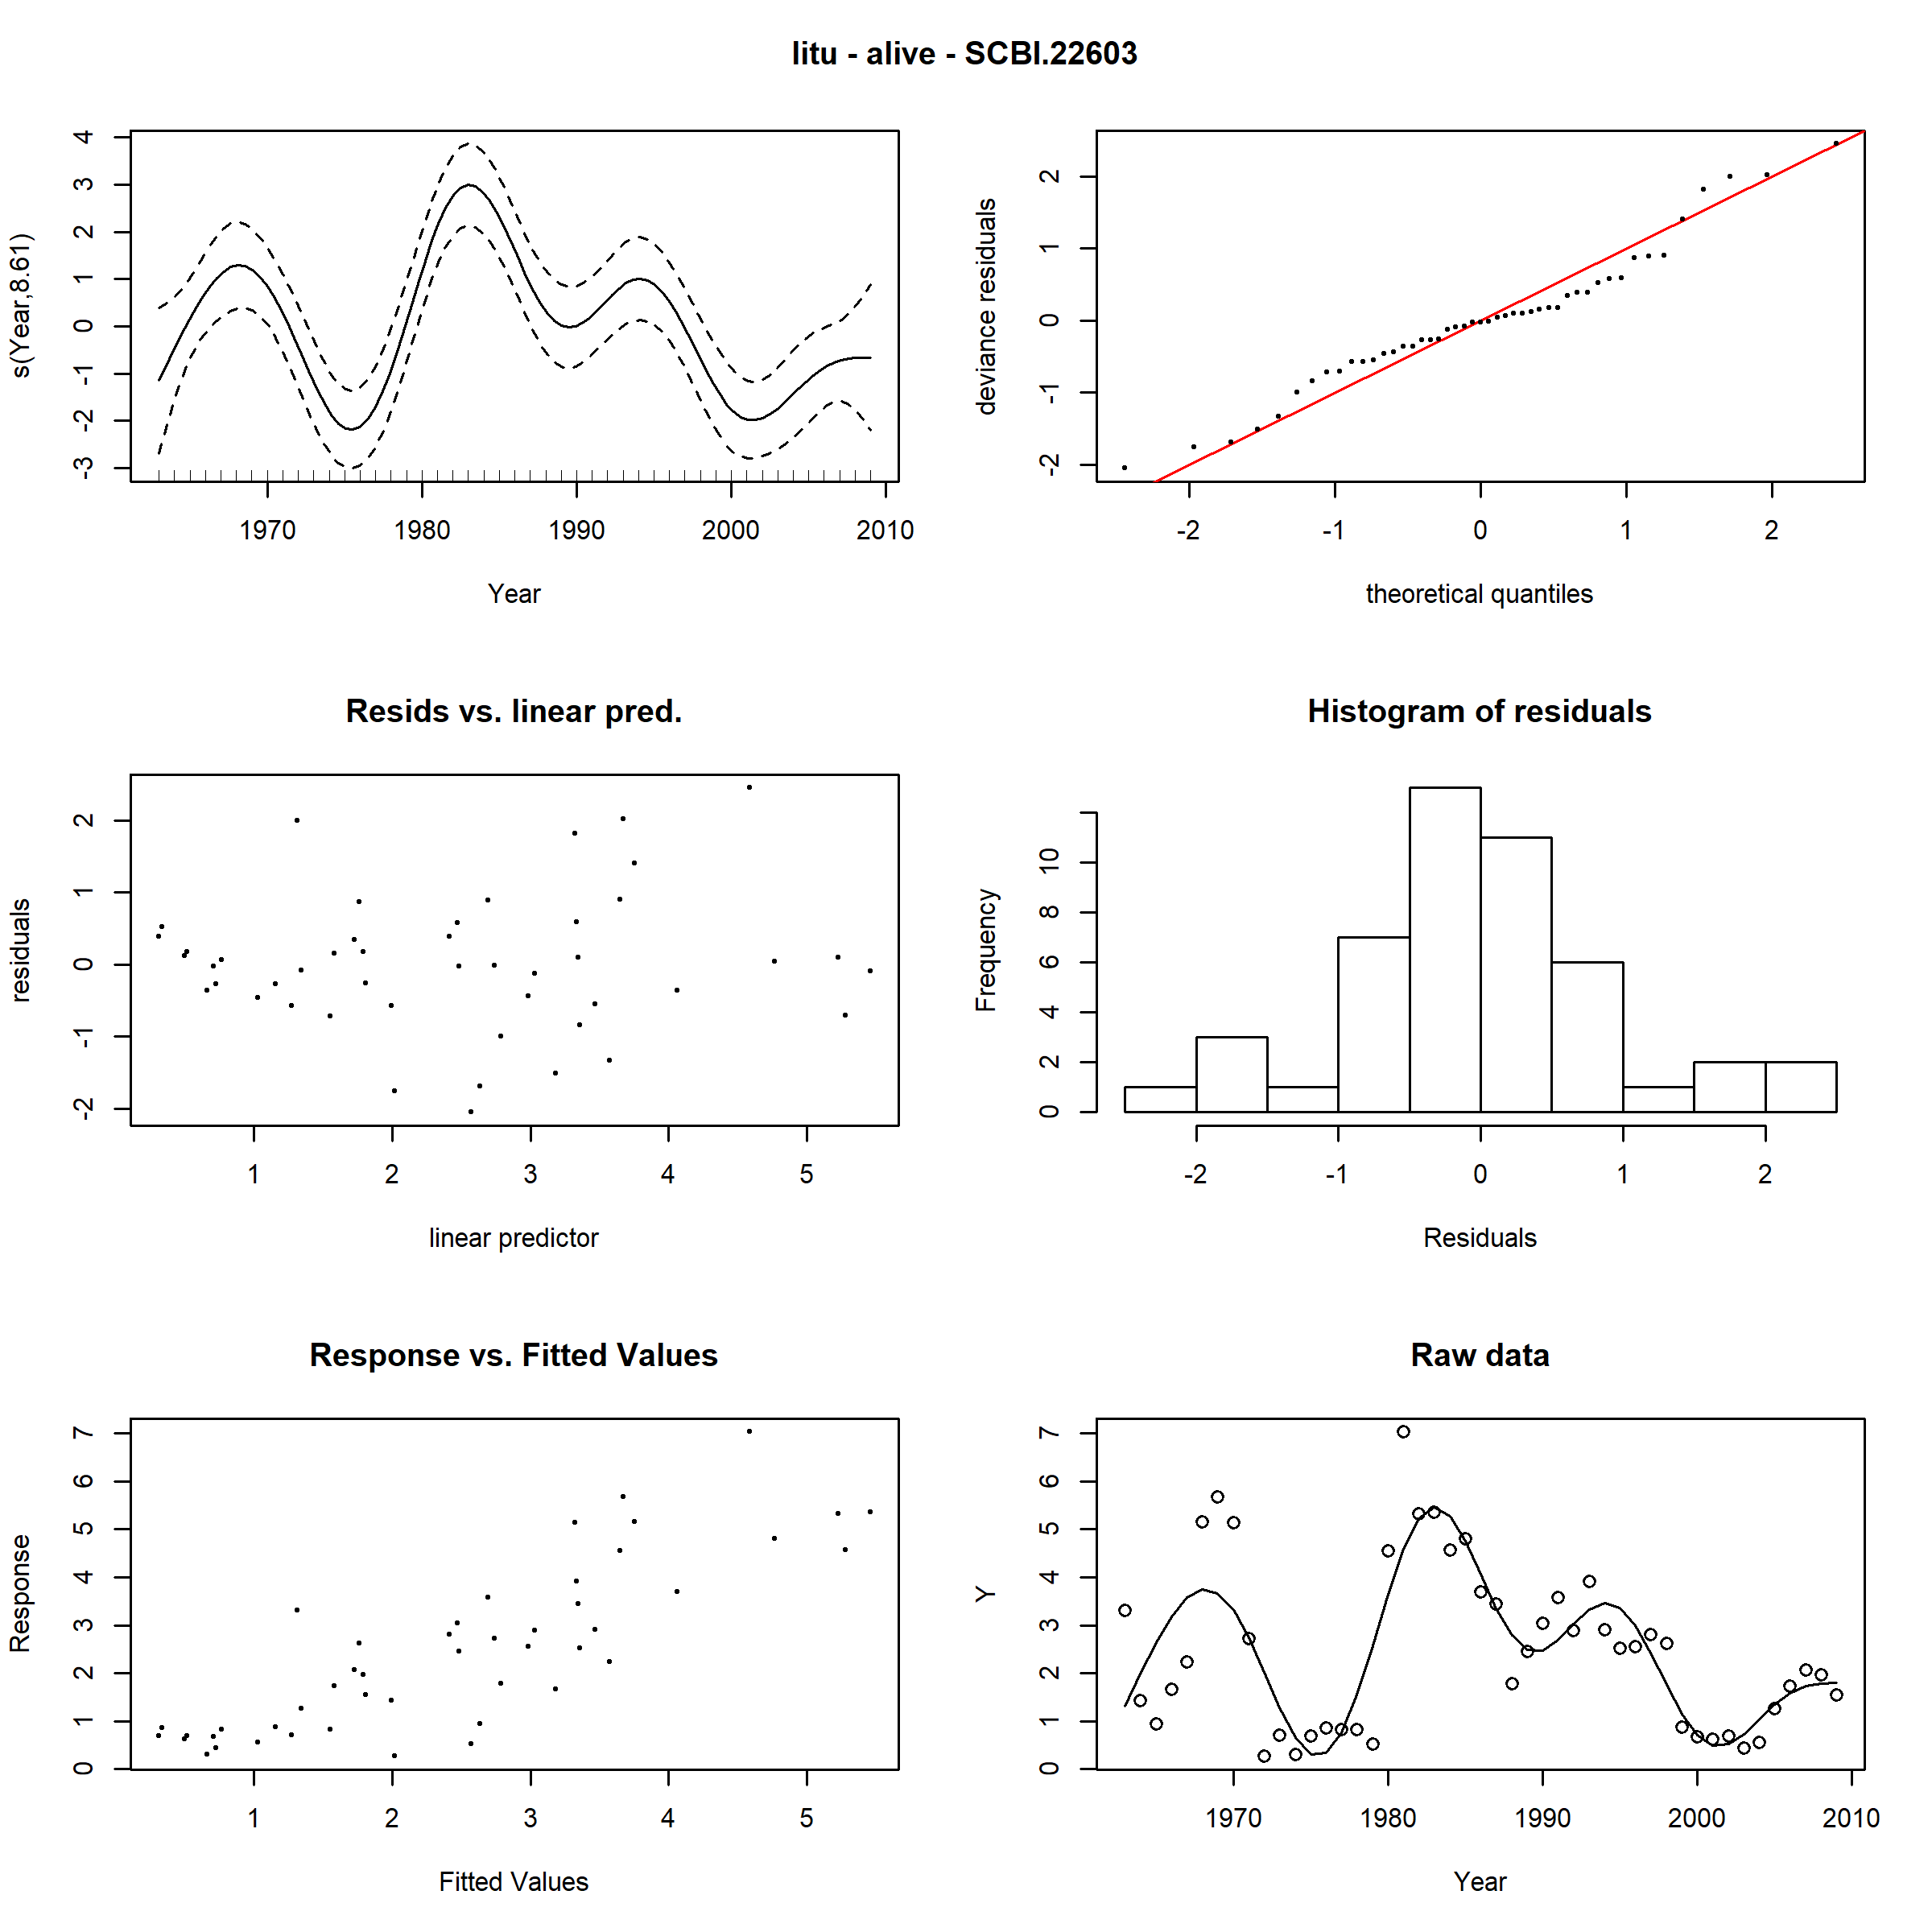 litu - alive - SCBI.22603
s(Year,8.61)
-3 -2 -1 0 1 2 3 4
1970 1980 1990 2000 2010
Year
deviance residuals
-2 -1 0 1 2
-2 -1 0 1 2
theoretical quantiles
Resids vs. linear pred.
residuals
-2 -1 0 1 2
1 2 3 4 5
linear predictor
Histogram of residuals
Frequency
0 2 4 6 8 10
-2 -1 0 1 2
Residuals
Response vs. Fitted Values
Response
0 1 2 3 4 5 6 7
1 2 3 4 5
Fitted Values
Raw data
Y
0 1 2 3 4 5 6 7
1970 1980 1990 2000 2010
Year